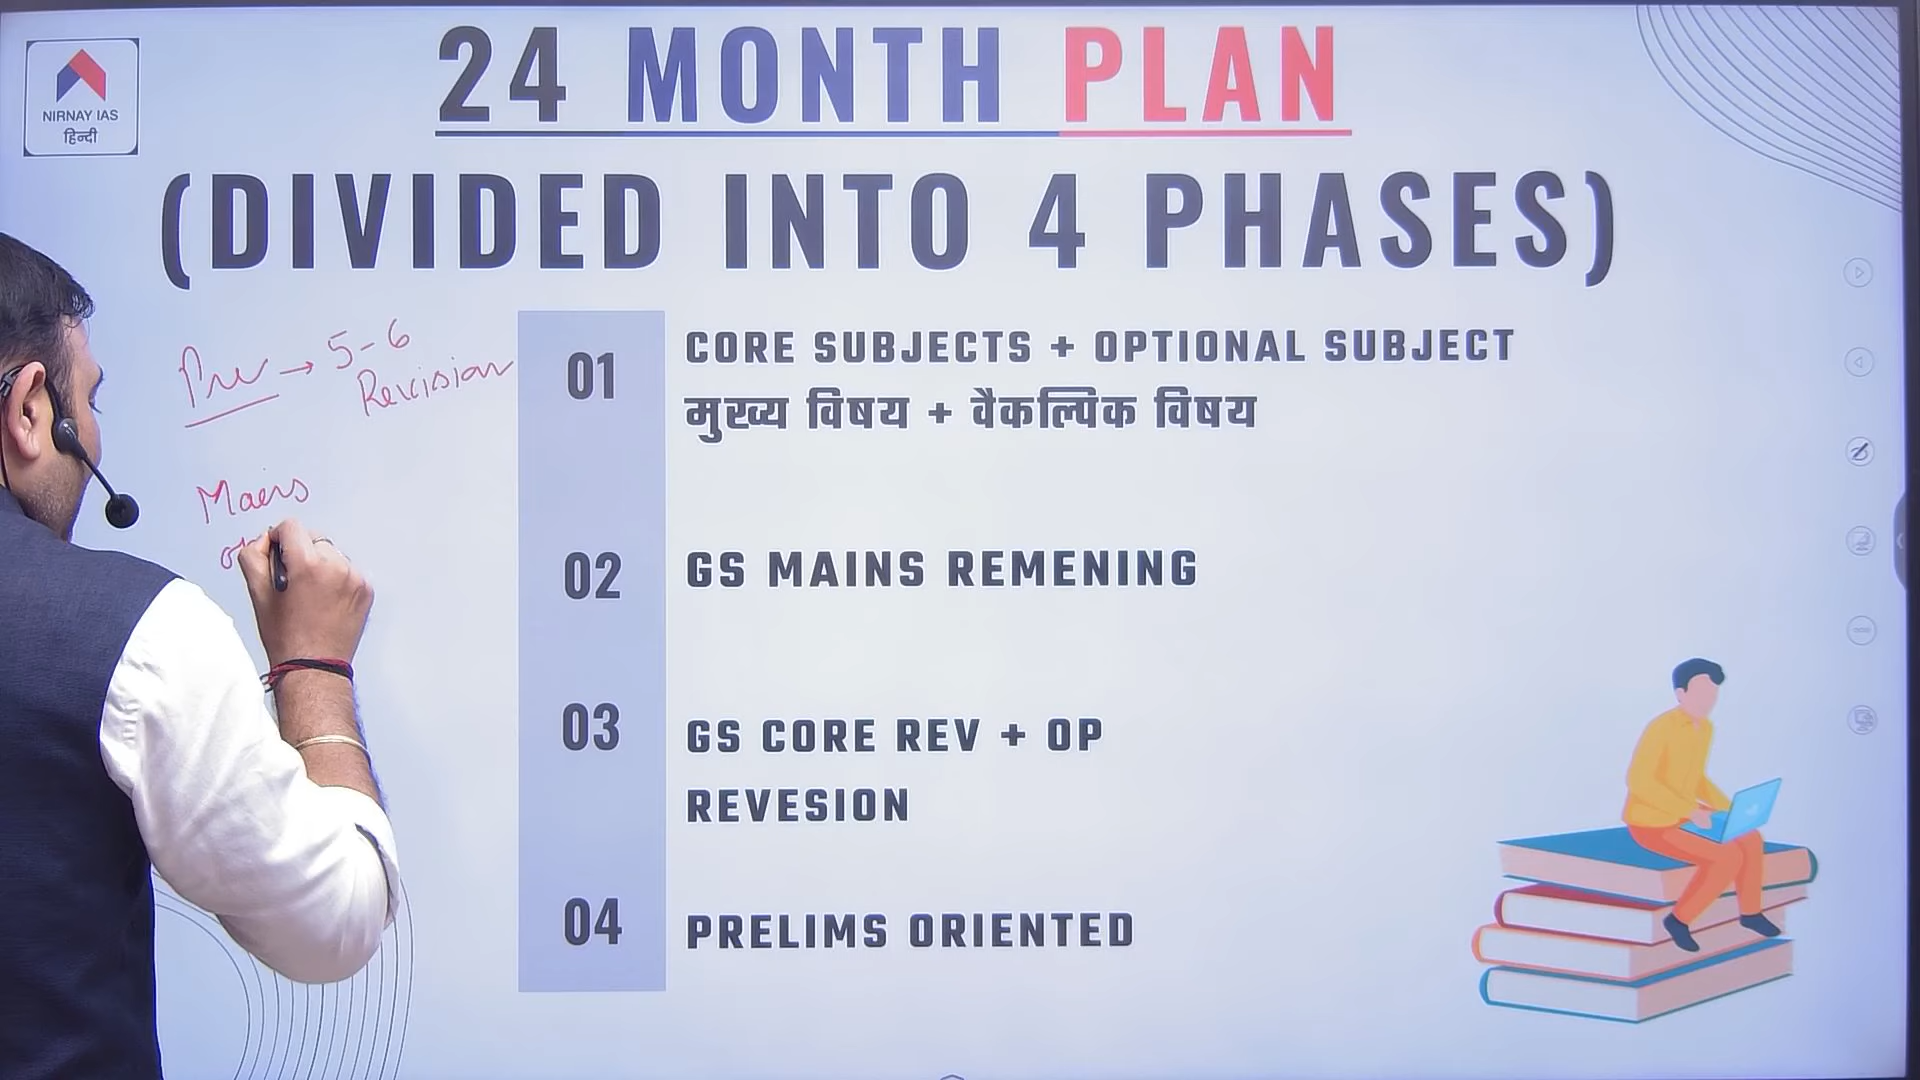 NIRNAY IAS
हिन्दी
24 MONTH PLAN
(DIVIDED INTO 4 PHASES)
Pre → 5-6
Revision
Mains
01
CORE SUBJECTS + OPTIONAL SUBJECT
मुख्य विषय + वैकल्पिक विषय
02
GS MAINS REMENING
03
GS CORE REV + OP
REVESION
04
PRELIMS ORIENTED